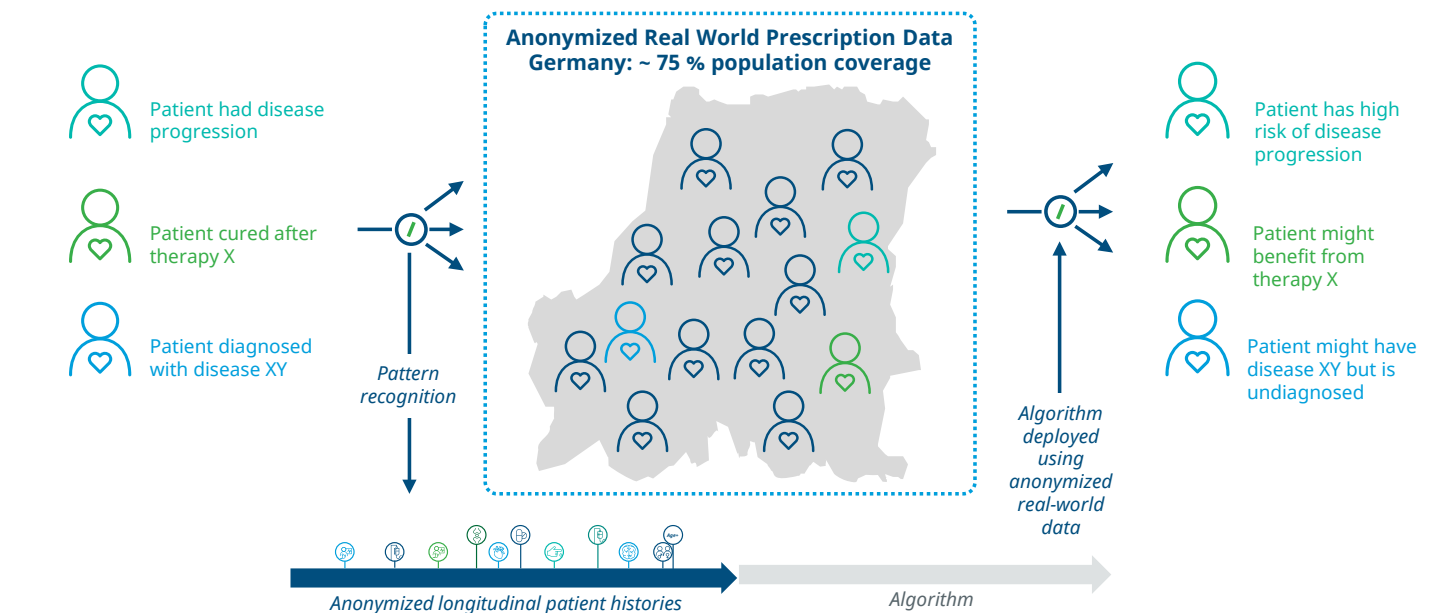 Anonymized Real World Prescription Data
Germany: ~ 75 % population coverage
Patient had disease
progression
Patient cured after
therapy X
Patient diagnosed
with disease XY
Pattern
recognition
Patient has high
risk of disease
progression
Patient might
benefit from
therapy X
Patient might have
disease XY but is
undiagnosed
Algorithm
deployed
using
anonymized
real-world
data
Age+
Anonymized longitudinal patient histories
Algorithm